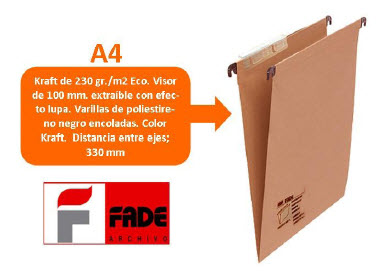 A4
Kraft de 230 gr./m2 Eco. Visor
de 100 mm. extraíble con efec-
to lupa. Varillas de poliestire-
no negro encoladas. Color
Kraft. Distancia entre ejes;
330 mm
FADE
ARCHIVO